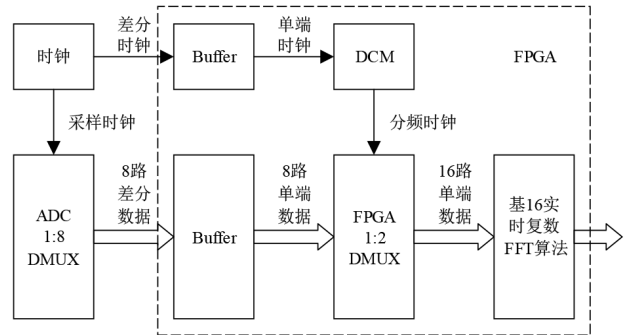 差分
时钟
单端
时钟
时钟
Buffer
DCM
FPGA
采样时钟
分频时钟
8路
差分
数据
8路
单端
数据
16路
单端
数据
ADC
1:8
DMUX
Buffer
FPGA
1:2
DMUX
基16实
时复数
FFT算法